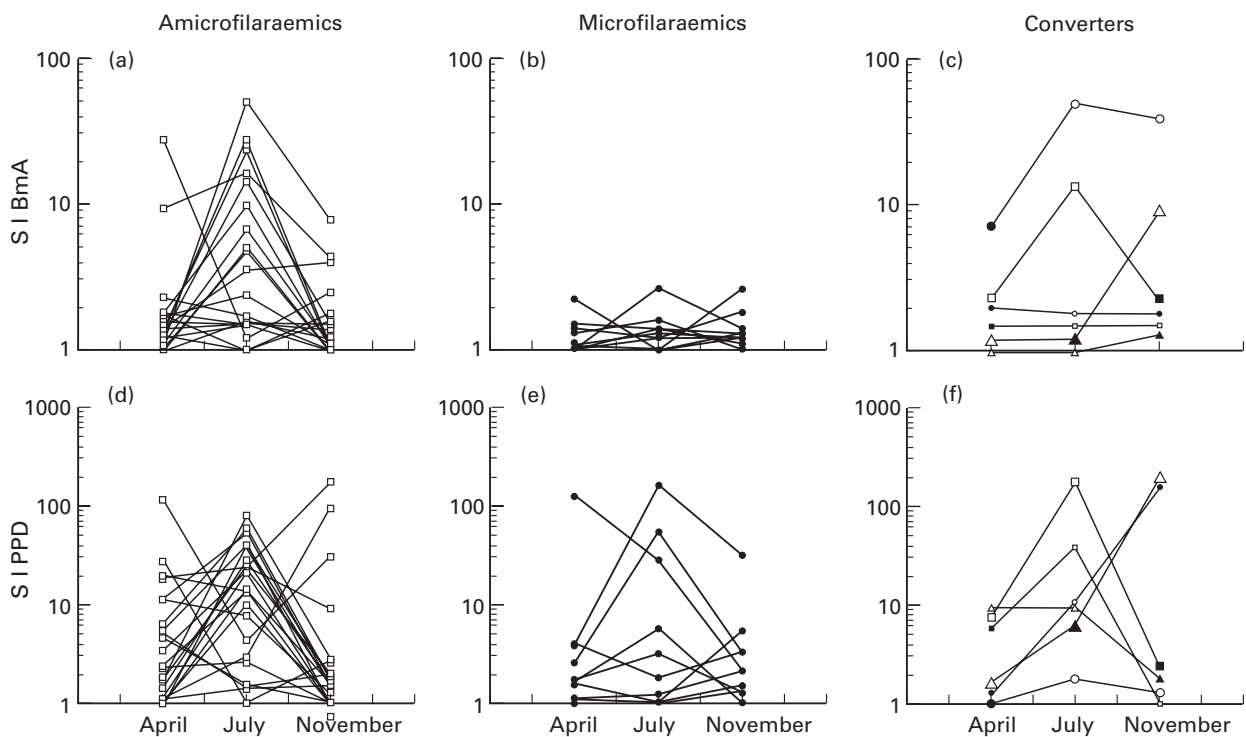 Amicrofilaraemics Microfilaraemics Converters
100 (a) 100 (b) 100 (c)
10 10 10
1 1 1
S I BmA
1000 (d) 1000 (e) 1000 (f)
100 100 100
10 10 10
1 1 1
S I PPD
April July November April July November April July November